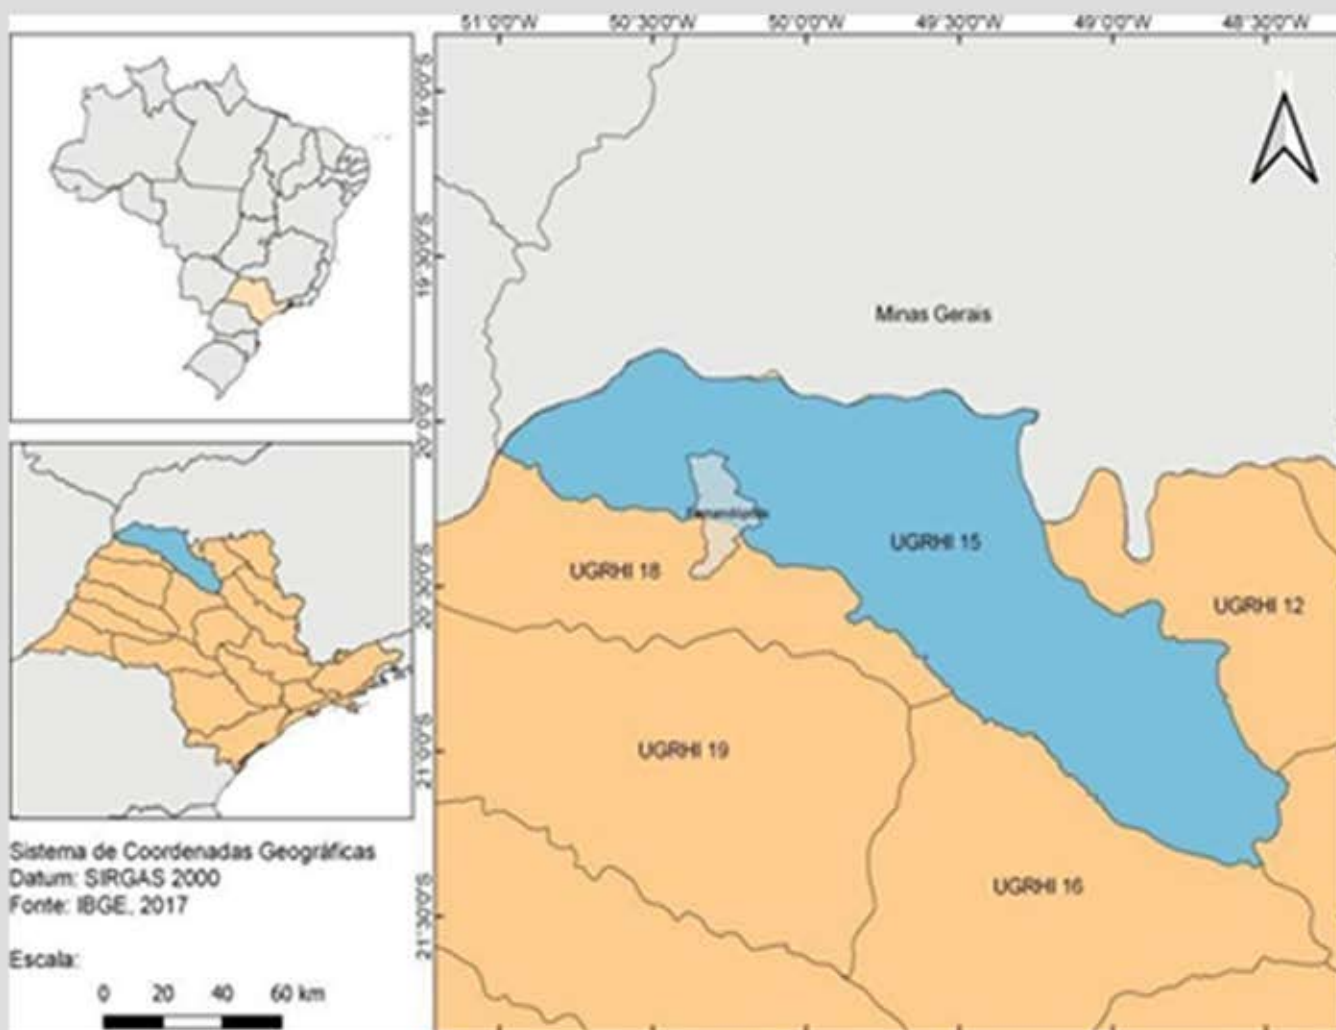 51°0'0"W 50°30'0"W 50°0'0"W 49°30'0"W 49°0'0"W 48°30'0"W
19°0'0"S
19°30'0"S
20°0'0"S
20°30'0"S
21°0'0"S
21°30'0"S
Minas Gerais
UGRHI 15
UGRHI 18
UGRHI 12
UGRHI 19
UGRHI 16
Sistema de Coordenadas Geográficas
Datum: SIRGAS 2000
Fonte: IBGE, 2017
Escala:
0 20 40 60 km